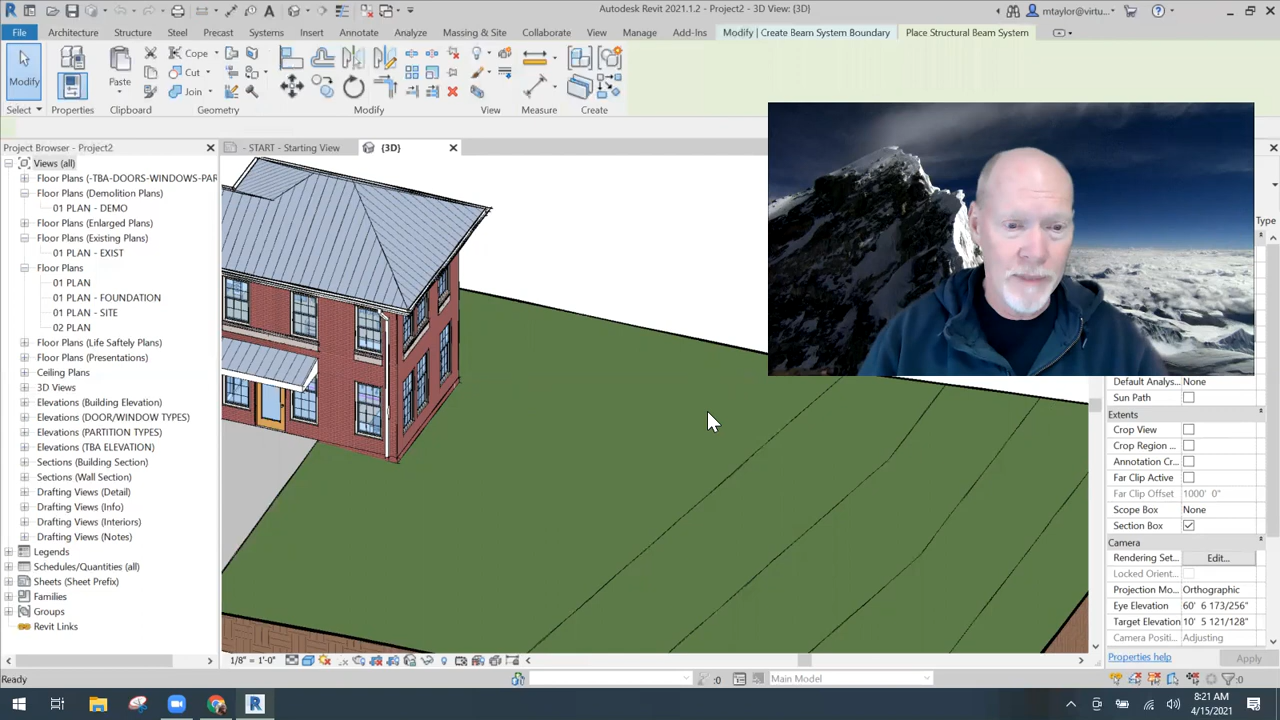 Autodesk Revit 2021.1.2 - Project2 - 3D View: {3D}
mtaylor@virtu...
File Architecture Structure Steel Precast Systems Insert Annotate Analyze Massing & Site Collaborate View Manage Add-Ins Modify | Create Beam System Boundary Place Structural Beam System
Modify Properties Paste Cope Cut Join
Select Properties Clipboard Geometry Modify View Measure Create
Project Browser - Project2
- START - Starting View
{3D}
Views (all)
Floor Plans (-TBA-DOORS-WINDOWS-PAR
Floor Plans (Demolition Plans)
01 PLAN - DEMO
Floor Plans (Enlarged Plans)
Floor Plans (Existing Plans)
01 PLAN - EXIST
Floor Plans
01 PLAN
01 PLAN - FOUNDATION
01 PLAN - SITE
02 PLAN
Floor Plans (Life Saftely Plans)
Floor Plans (Presentations)
Ceiling Plans
3D Views
Elevations (Building Elevation)
Elevations (DOOR/WINDOW TYPES)
Elevations (PARTITION TYPES)
Elevations (TBA ELEVATION)
Sections (Building Section)
Sections (Wall Section)
Drafting Views (Detail)
Drafting Views (Info)
Drafting Views (Interiors)
Drafting Views (Notes)
Legends
Schedules/Quantities (all)
Sheets (Sheet Prefix)
Families
Groups
Revit Links
Type
Default Analys... None
Sun Path
Extents
Crop View
Crop Region ...
Annotation Cr...
Far Clip Active
Far Clip Offset 1000' 0"
Scope Box None
Section Box
Camera
Rendering Set... Edit...
Locked Orient...
Projection Mo... Orthographic
Eye Elevation 60' 6 173/256"
Target Elevation 10' 5 121/128"
Camera Positi... Adjusting
Properties help Apply
1/8" = 1'-0"
Ready
:0
Main Model
:0
8:21 AM
4/15/2021